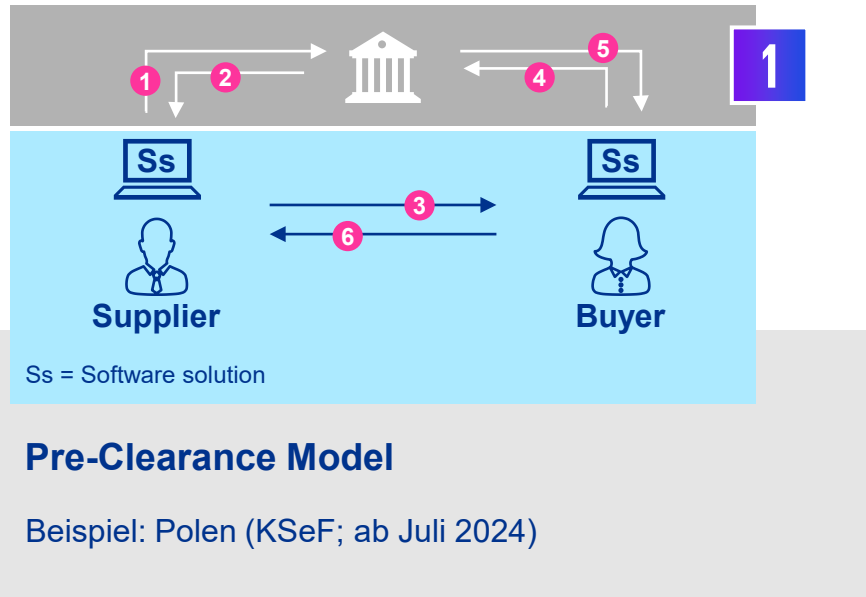 5
1
1
2
4
Ss
Ss
3
6
Supplier
Buyer
Ss = Software solution
Pre-Clearance Model
Beispiel: Polen (KSeF; ab Juli 2024)